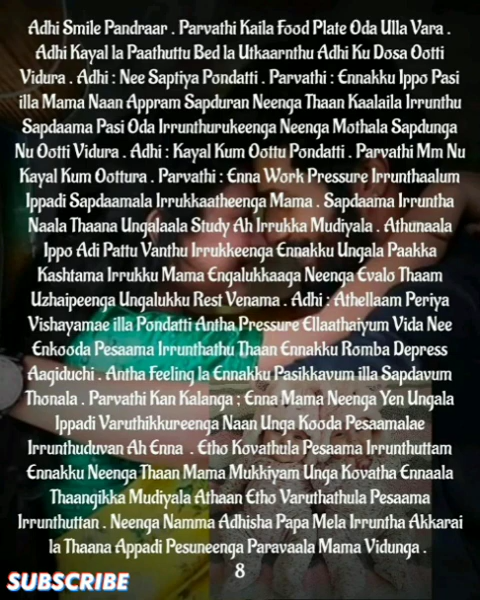 Adhi Smile Pandraar . Parvathi Kaila Food Plate Oda Ulla Vara .
Adhi Kayal la Paathuttu Bed la Utkaarnthu Adhi Ku Dosa Ootti
Vidura . Adhi : Nee Saptiya Pondatti . Parvathi : Ennakku Ippo Pasi
illa Mama Naan Appram Sapduran Neenga Thaan Kaalaila Irrunthu
Sapdaama Pasi Oda Irrunthurukeenga Neenga Mothala Sapdunga
Nu Ootti Vidura . Adhi : Kayal Kum Oottu Pondatti . Parvathi Mm Nu
Kayal Kum Oottura . Parvathi : Enna Work Pressure Irrunthaalum
Ippadi Sapdaamala Irrukkaatheenga Mama . Sapdaama Irruntha
Naala Thaana Ungalaala Study Ah Irrukka Mudiyala . Athunaala
Ippo Adi Pattu Vanthu Irrukkeenga Ennakku Ungala Paakka
Kashtama Irrukku Mama Engalukkaaga Neenga Evalo Thaam
Uzhaipeenga Ungalukku Rest Venama . Adhi : Athellaam Periya
Vishayamae illa Pondatti Antha Pressure Ellaathaiyum Vida Nee
Enkooda Pesaama Irrunthathu Thaan Ennakku Romba Depress
Aagiduchi . Antha Feeling la Ennakku Pasikkavum illa Sapdavum
Thonala . Parvathi Kan Kalanga : Enna Mama Neenga Yen Ungala
Ippadi Varuthikkureenga Naan Unga Kooda Pesaamalae
Irrunthuduvan Ah Enna . Etho Kovathula Pesaama Irrunthuttam
Ennakku Neenga Thaan Mama Mukkiyam Unga Kovatha Ennaala
Thaangikka Mudiyala Athaan Etho Varuthathula Pesaama
Irrunthuttan . Neenga Namma Adhisha Papa Mela Irruntha Akkarai
la Thaana Appadi Pesuneenga Paravaala Mama Vidunga .
8
SUBSCRIBE